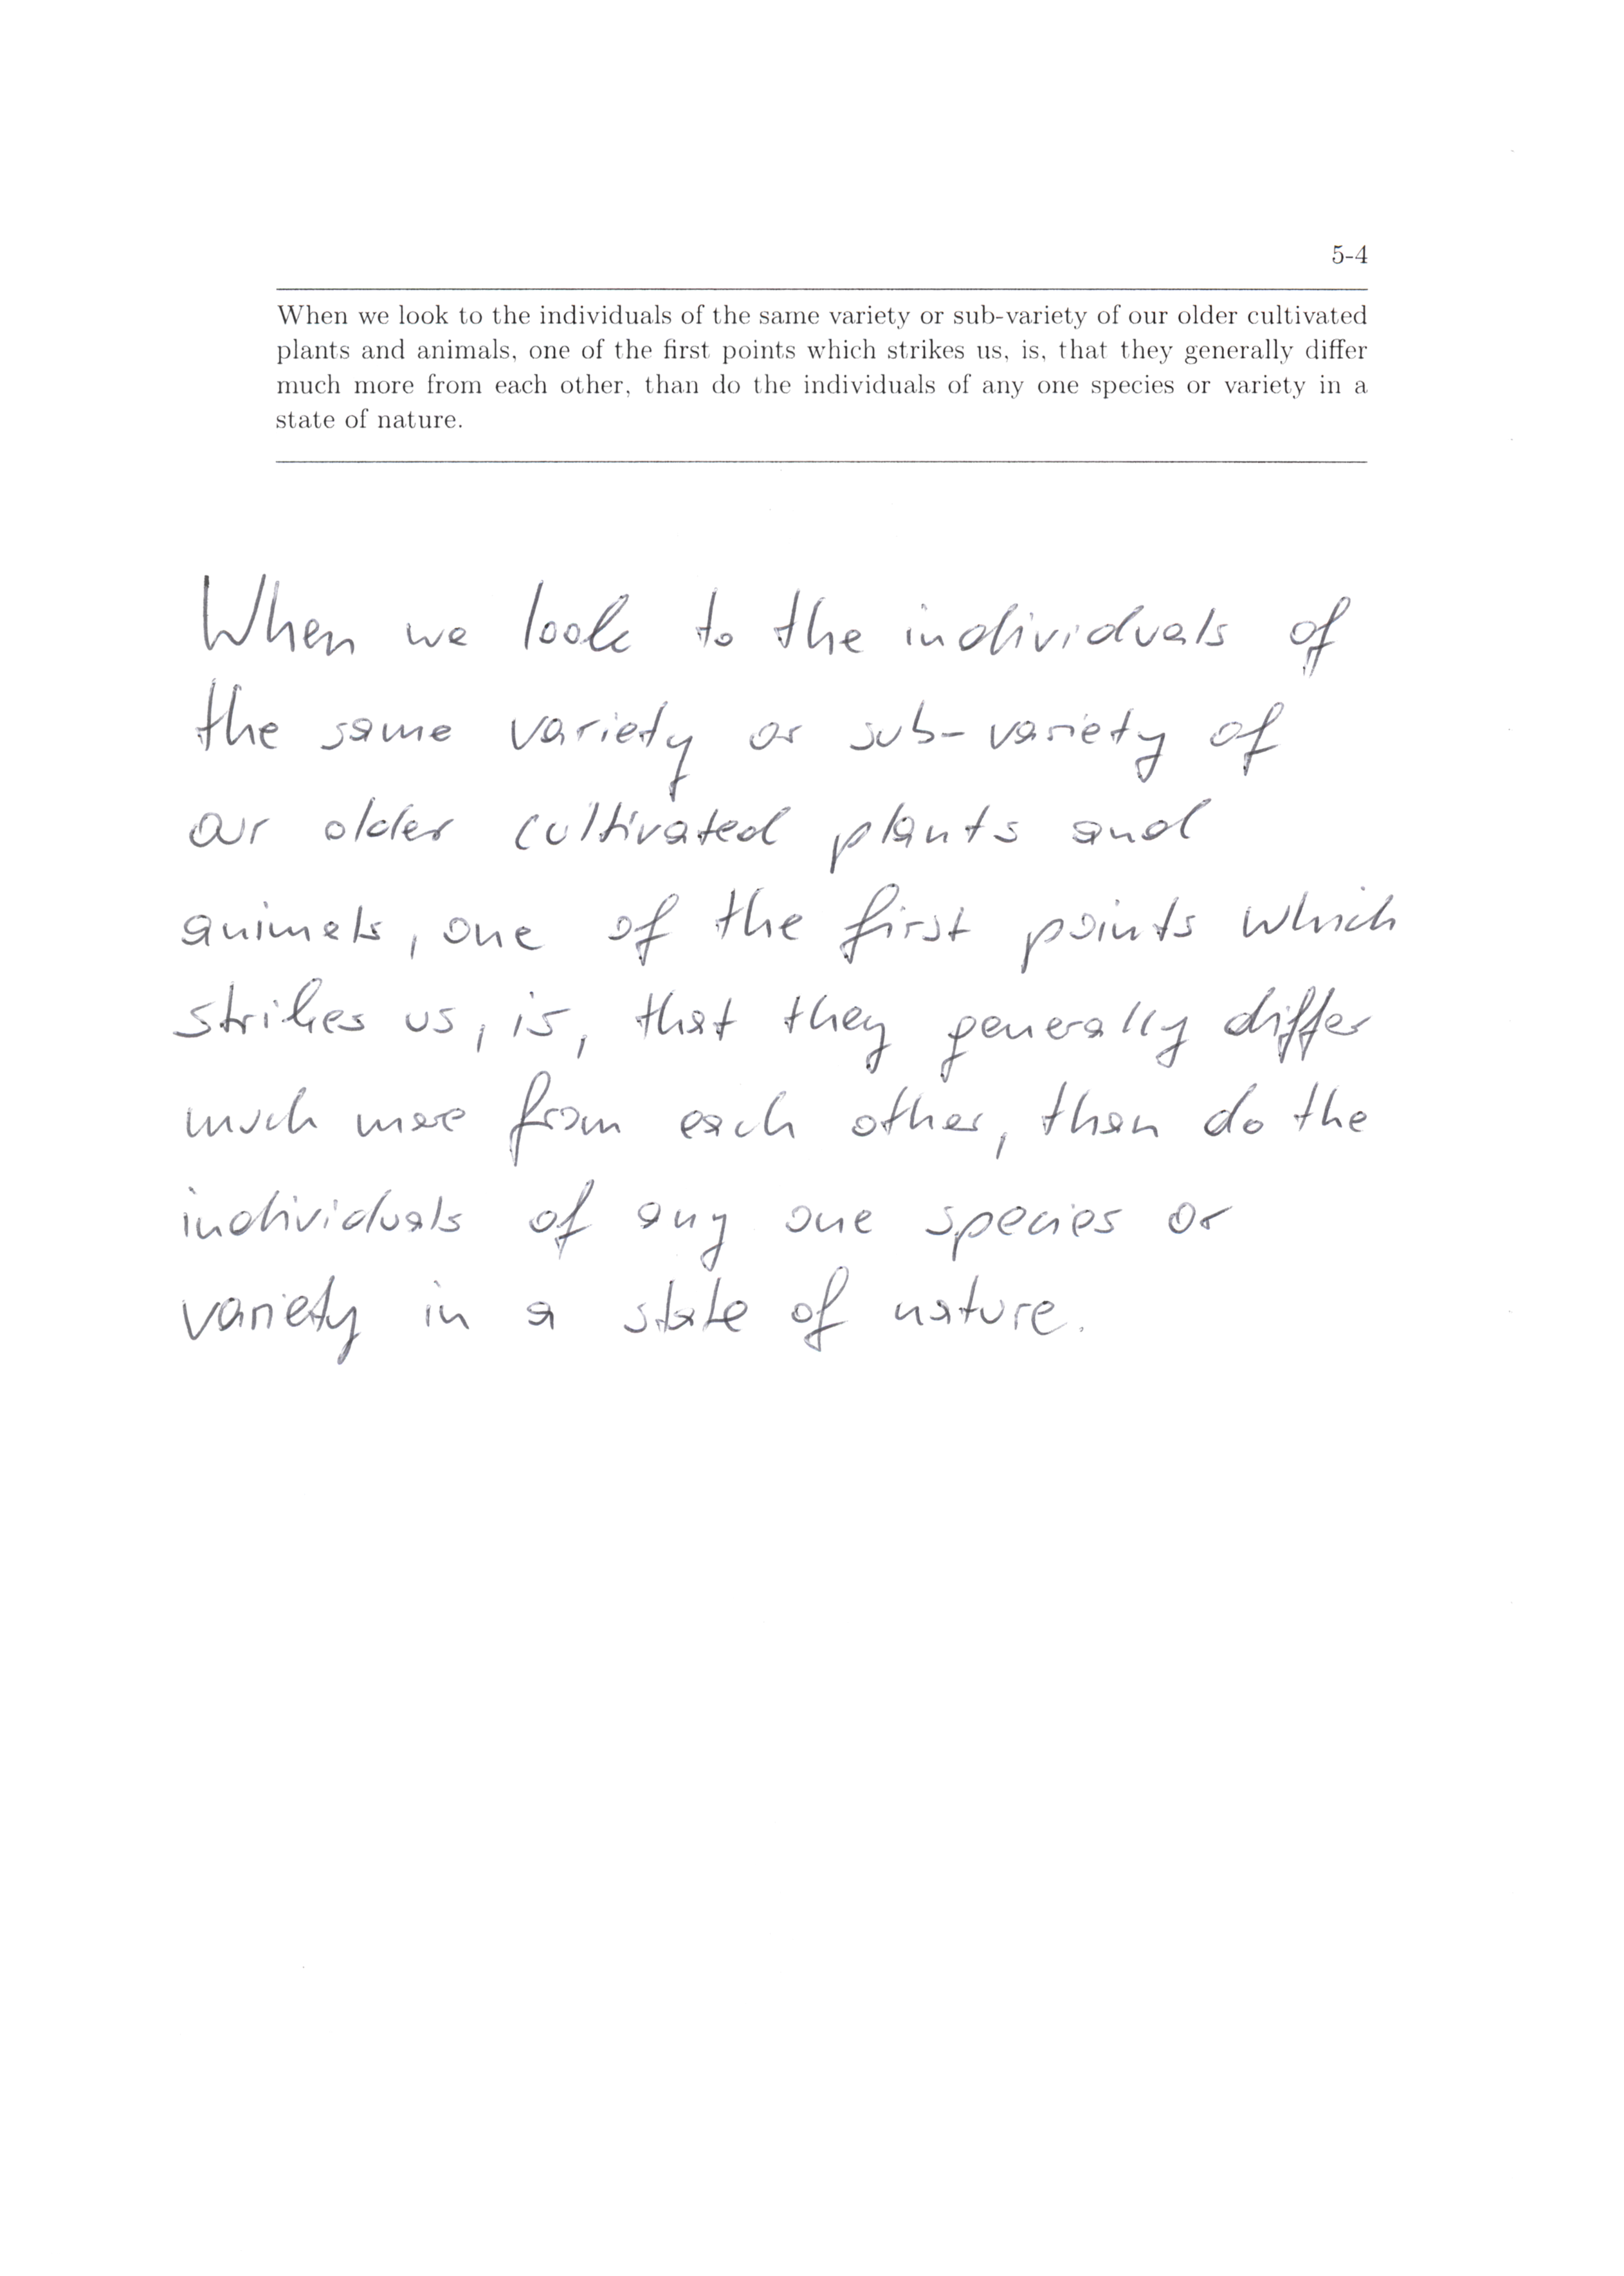 5-4
When we look to the individuals of the same variety or sub-variety of our older cultivated
plants and animals, one of the first points which strikes us, is, that they generally differ
much more from each other, than do the individuals of any one species or variety in a
state of nature.
When we look to the individuals of
the same variety or sub-variety of
our older cultivated plants and
animals, one of the first points which
strikes us, is, that they generally differ
much more from each other, than do the
individuals of any one species or
variety in a state of nature.